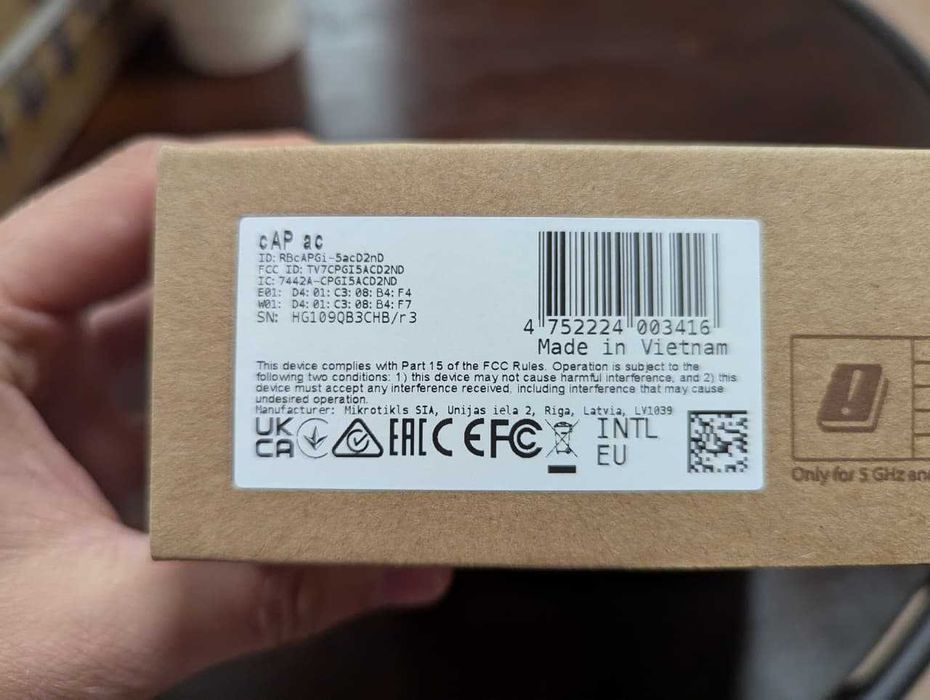 cAP ac
ID: RBcAPGi-5acD2nD
FCC ID: TV7CPGI5ACD2ND
IC: 7442A-CPGI5ACD2ND
E01: D4:01:C3:08:B4:F4
W01: D4:01:C3:08:B4:F7
SN: HG109QB3CHB/r3
4 752224 003416
Made in Vietnam
This device complies with Part 15 of the FCC Rules. Operation is subject to the
following two conditions: 1) this device may not cause harmful interference, and 2) this
device must accept any interference received, including interference that may cause
undesired operation.
Manufacturer: Mikrotikls SIA, Unijas iela 2, Riga, Latvia, LV1039
UK
CA
EAC CE FC
INTL
EU
Only for 5 GHz